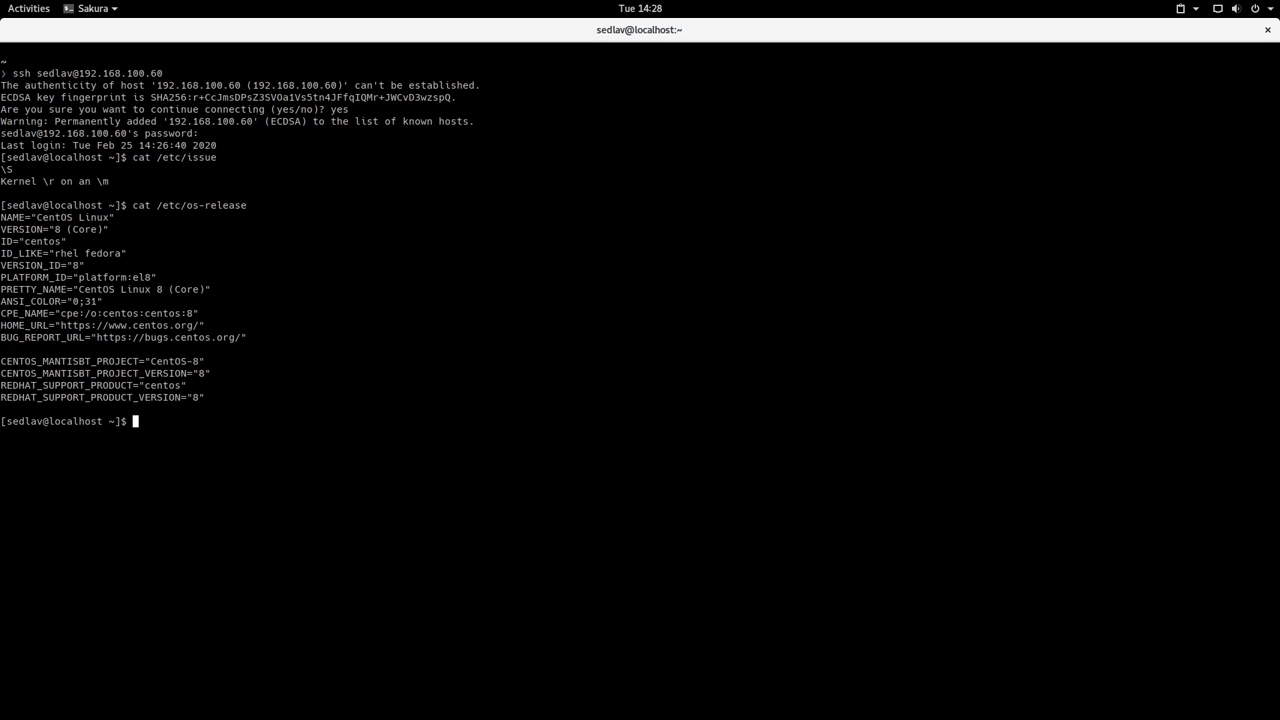 Activities Sakura Tue 14:28
sedlav@localhost:~ ×
~
❯ ssh sedlav@192.168.100.60
The authenticity of host '192.168.100.60 (192.168.100.60)' can't be established.
ECDSA key fingerprint is SHA256:r+CcJmsDPsZ3SVOa1Vs5tn4JFfqIQMr+JWCvD3wzspQ.
Are you sure you want to continue connecting (yes/no)? yes
Warning: Permanently added '192.168.100.60' (ECDSA) to the list of known hosts.
sedlav@192.168.100.60's password:
Last login: Tue Feb 25 14:26:40 2020
[sedlav@localhost ~]$ cat /etc/issue
\S
Kernel \r on an \m
[sedlav@localhost ~]$ cat /etc/os-release
NAME="CentOS Linux"
VERSION="8 (Core)"
ID="centos"
ID_LIKE="rhel fedora"
VERSION_ID="8"
PLATFORM_ID="platform:el8"
PRETTY_NAME="CentOS Linux 8 (Core)"
ANSI_COLOR="0;31"
CPE_NAME="cpe:/o:centos:centos:8"
HOME_URL="https://www.centos.org/"
BUG_REPORT_URL="https://bugs.centos.org/"
CENTOS_MANTISBT_PROJECT="CentOS-8"
CENTOS_MANTISBT_PROJECT_VERSION="8"
REDHAT_SUPPORT_PRODUCT="centos"
REDHAT_SUPPORT_PRODUCT_VERSION="8"
[sedlav@localhost ~]$